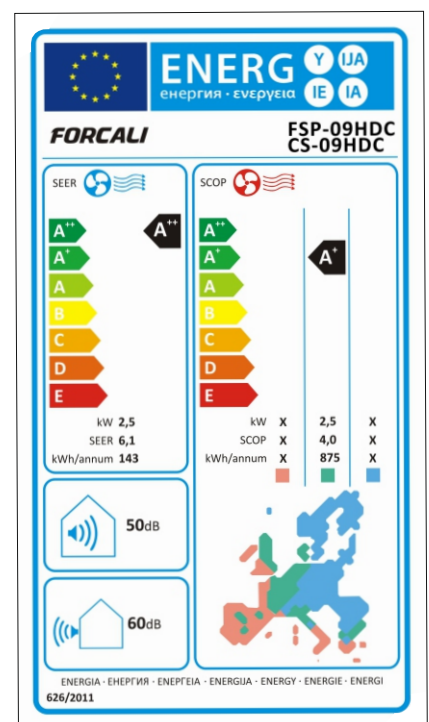 ENERG Y IJA
енергия · ενεργεια IE IA
FORCALI
FSP-09HDC
CS-09HDC
SEER
A++
A++
A+
A
B
C
D
E
kW 2,5
SEER 6,1
kWh/annum 143
SCOP
A++
A+
A+
A
B
C
D
E
kW X 2,5 X
SCOP X 4,0 X
kWh/annum X 875 X
50dB
60dB
ENERGIA · ЕНЕРГИЯ · ΕΝΕΡΓΕΙΑ · ENERGIJA · ENERGY · ENERGIE · ENERGI
626/2011